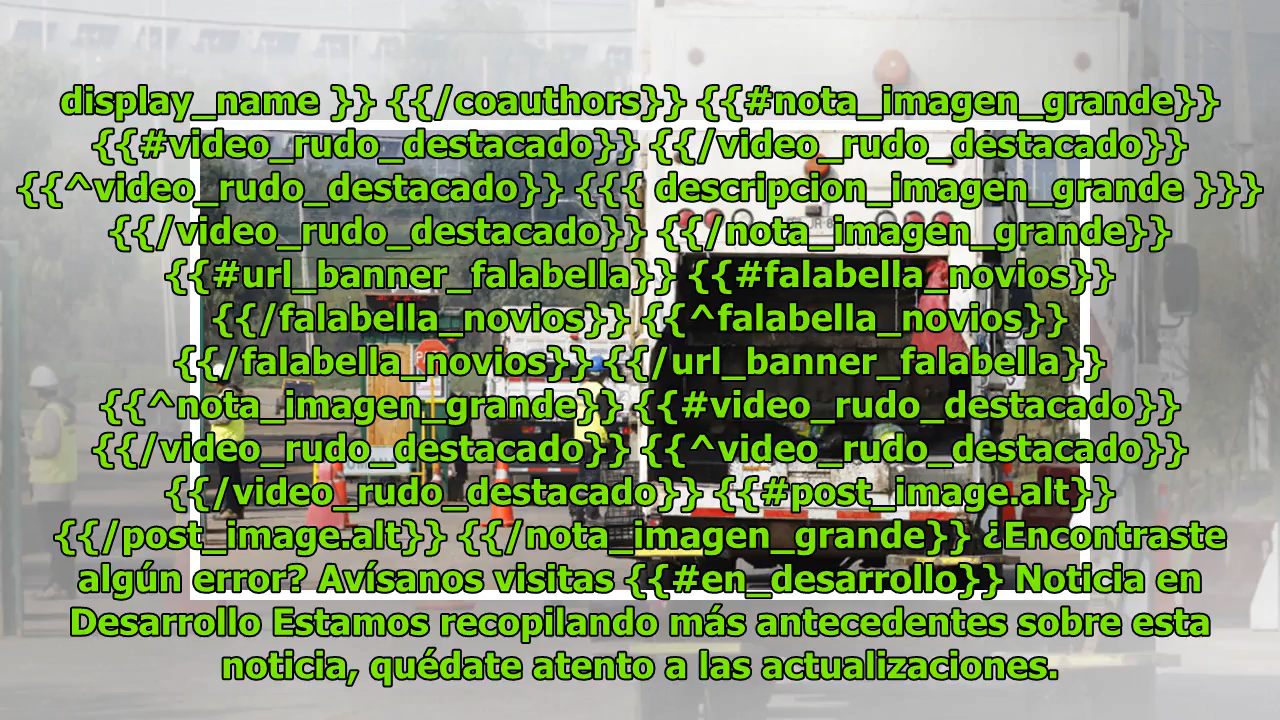 display_name }} {{/coauthors}} {{#nota_imagen_grande}}
{{#video_rudo_destacado}} {{/video_rudo_destacado}}
{{^video_rudo_destacado}} {{{ descripcion_imagen_grande }}}
{{/video_rudo_destacado}} {{/nota_imagen_grande}}
{{#url_banner_falabella}} {{#falabella_novios}}
{{/falabella_novios}} {{^falabella_novios}}
{{/falabella_novios}} {{/url_banner_falabella}}
{{^nota_imagen_grande}} {{#video_rudo_destacado}}
{{/video_rudo_destacado}} {{^video_rudo_destacado}}
{{/video_rudo_destacado}} {{#post_image.alt}}
{{/post_image.alt}} {{/nota_imagen_grande}} ¿Encontraste
algún error? Avísanos visitas {{#en_desarrollo}} Noticia en
Desarrollo Estamos recopilando más antecedentes sobre esta
noticia, quédate atento a las actualizaciones.